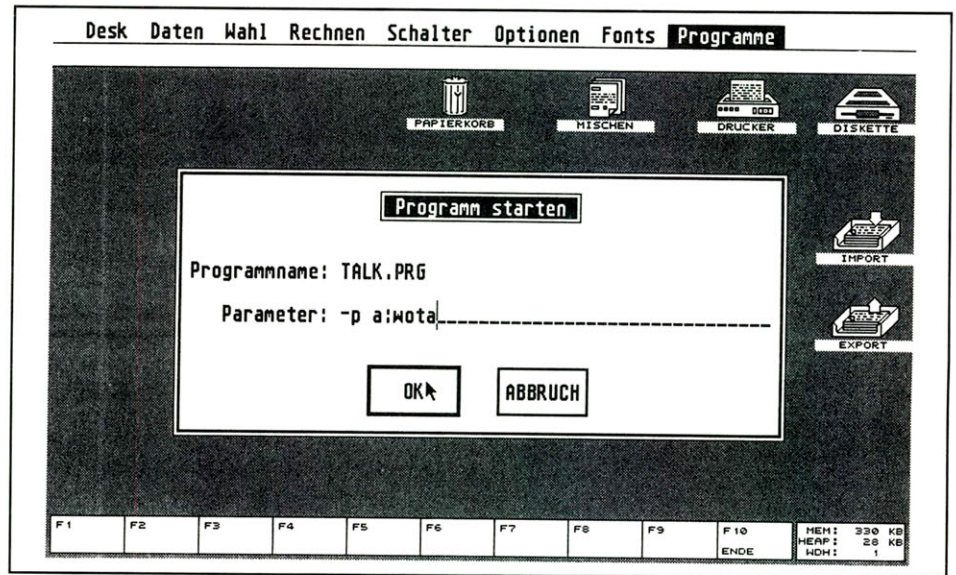 Desk Daten Wahl Rechnen Schalter Optionen Fonts Programme
PAPIERKORB MISCHEN DRUCKER DISKETTE
Programm starten
IMPORT
Programmname: TALK.PRG
Parameter: -p a:wota
EXPORT
OK ABBRUCH
F1 F2 F3 F4 F5 F6 F7 F8 F9 F10
ENDE
MEM: 330 KB
HEAP: 28 KB
WDH: 1